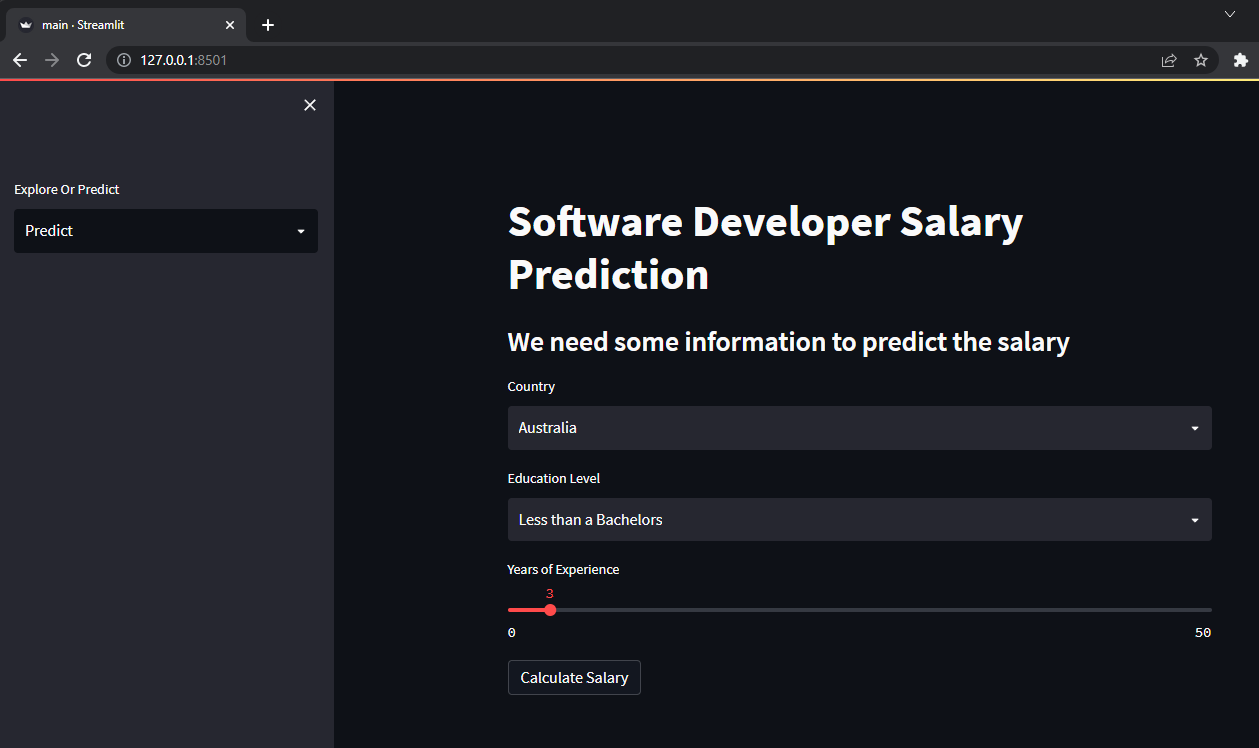 main · Streamlit
127.0.0.1:8501
Explore Or Predict
Predict
Software Developer Salary
Prediction
We need some information to predict the salary
Country
Australia
Education Level
Less than a Bachelors
Years of Experience
3
0 50
Calculate Salary